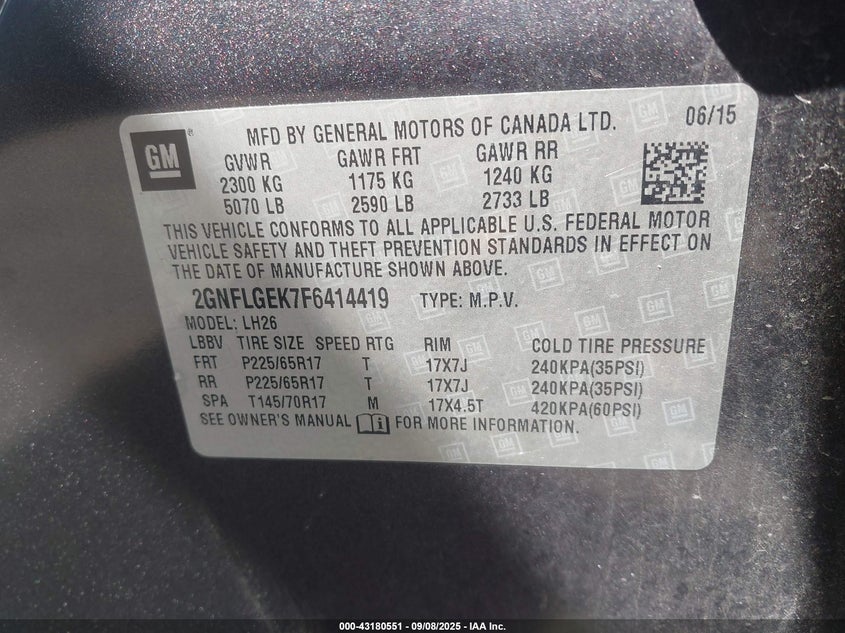 GM
MFD BY GENERAL MOTORS OF CANADA LTD. 06/15
GVWR GAWR FRT GAWR RR
2300 KG 1175 KG 1240 KG
5070 LB 2590 LB 2733 LB
THIS VEHICLE CONFORMS TO ALL APPLICABLE U.S. FEDERAL MOTOR
VEHICLE SAFETY AND THEFT PREVENTION STANDARDS IN EFFECT ON
THE DATE OF MANUFACTURE SHOWN ABOVE.
2GNFLGEK7F6414419 TYPE: M.P.V.
MODEL: LH26
LBBV TIRE SIZE SPEED RTG RIM COLD TIRE PRESSURE
FRT P225/65R17 T 17X7J 240KPA(35PSI)
RR P225/65R17 T 17X7J 240KPA(35PSI)
SPA T145/70R17 M 17X4.5T 420KPA(60PSI)
SEE OWNER'S MANUAL FOR MORE INFORMATION.
000-43180551 - 09/08/2025 - IAA Inc.